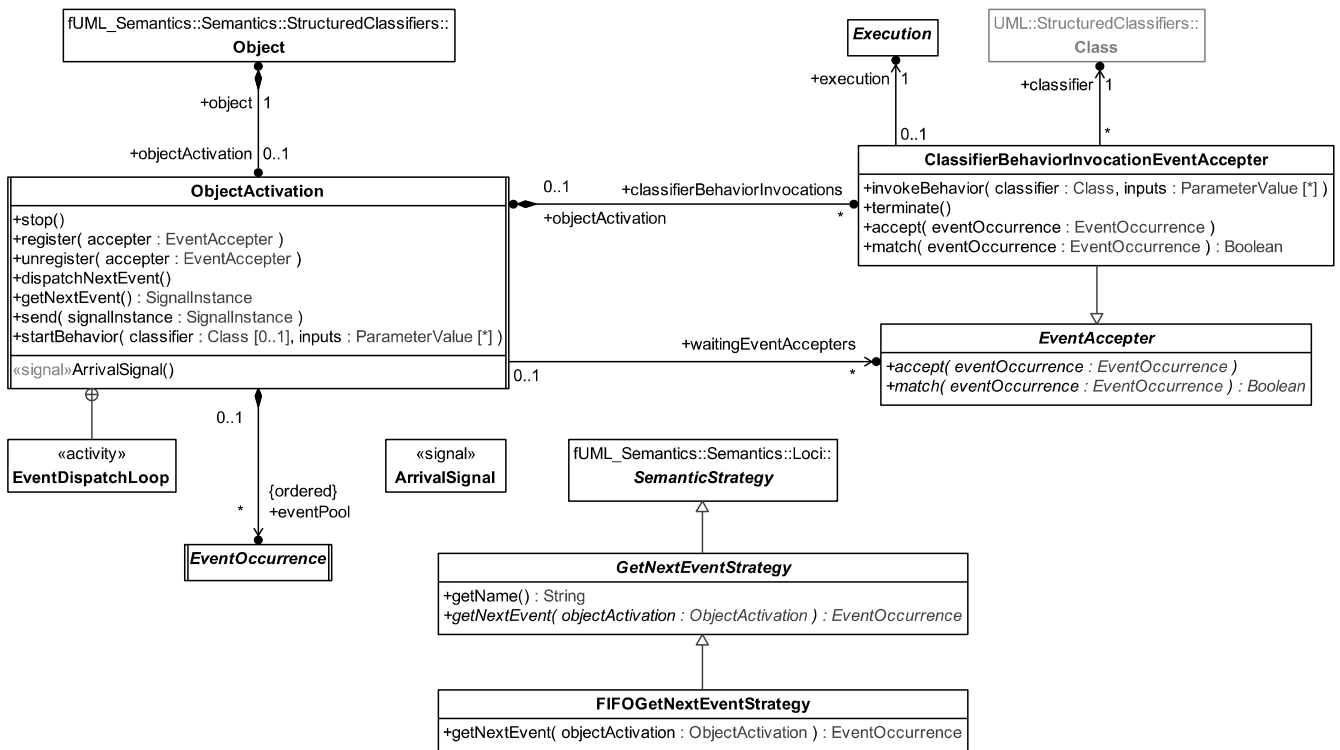 fUML_Semantics::Semantics::StructuredClassifiers::
Object
Execution
UML::StructuredClassifiers::
Class
+object 1
+execution 1
+classifier 1
+objectActivation 0..1
0..1
*
ObjectActivation
+stop()
+register( accepter : EventAccepter )
+unregister( accepter : EventAccepter )
+dispatchNextEvent()
+getNextEvent() : SignalInstance
+send( signalInstance : SignalInstance )
+startBehavior( classifier : Class [0..1], inputs : ParameterValue [*] )
«signal»ArrivalSignal()
0..1 +classifierBehaviorInvocations
+objectActivation *
ClassifierBehaviorInvocationEventAccepter
+invokeBehavior( classifier : Class, inputs : ParameterValue [*] )
+terminate()
+accept( eventOccurrence : EventOccurrence )
+match( eventOccurrence : EventOccurrence ) : Boolean
+waitingEventAccepters
0..1 *
EventAccepter
+accept( eventOccurrence : EventOccurrence )
+match( eventOccurrence : EventOccurrence ) : Boolean
0..1
«activity»
EventDispatchLoop
{ordered}
* +eventPool
EventOccurrence
«signal»
ArrivalSignal
fUML_Semantics::Semantics::Loci::
SemanticStrategy
GetNextEventStrategy
+getName() : String
+getNextEvent( objectActivation : ObjectActivation ) : EventOccurrence
FIFOGetNextEventStrategy
+getNextEvent( objectActivation : ObjectActivation ) : EventOccurrence